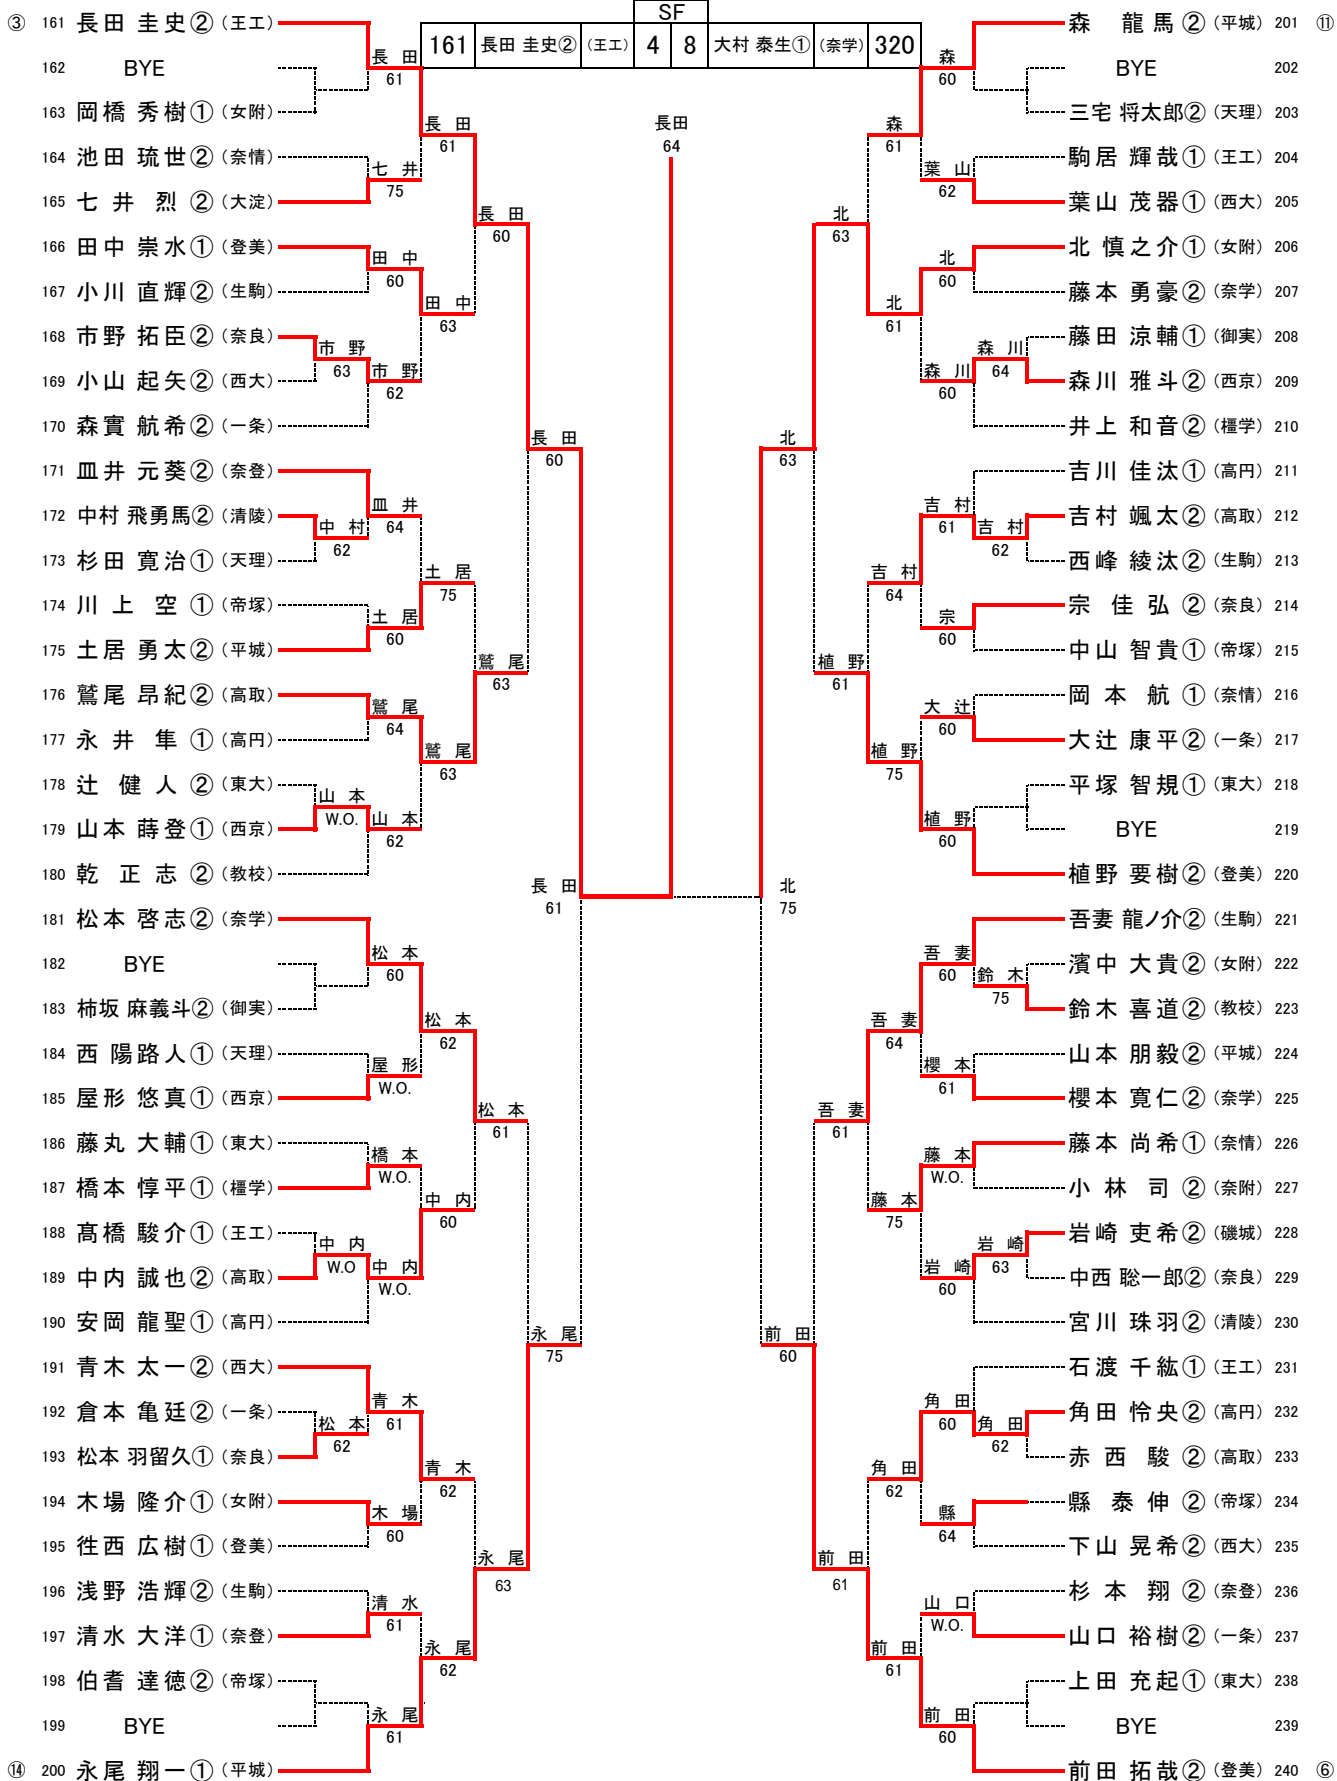 SF
161 長田 圭史② (王工) 4 8 大村 泰生① (奈学) 320
③ 161 長田 圭史② (王工)
162 BYE
163 岡橋 秀樹① (女附)
164 池田 琉世② (奈情)
165 七井 烈② (大淀)
166 田中 崇水① (登美)
167 小川 直輝② (生駒)
168 市野 拓臣② (奈良)
169 小山 起矢② (西大)
170 森實 航希② (一条)
171 皿井 元葵② (奈登)
172 中村 飛勇馬② (清陵)
173 杉田 寛治① (天理)
174 川上 空① (帝塚)
175 土居 勇太② (平城)
176 鷲尾 昂紀② (高取)
177 永井 隼① (高円)
178 辻 健人② (東大)
179 山本 蒔登① (西京)
180 乾 正志② (教校)
181 松本 啓志② (奈学)
182 BYE
183 柿坂 麻義斗② (御実)
184 西 陽路人① (天理)
185 屋形 悠真① (西京)
186 藤丸 大輔① (東大)
187 橋本 惇平① (橿学)
188 髙橋 駿介① (王工)
189 中内 誠也② (高取)
190 安岡 龍聖① (高円)
191 青木 太一② (西大)
192 倉本 亀廷② (一条)
193 松本 羽留久① (奈良)
194 木場 隆介① (女附)
195 徃西 広樹① (登美)
196 浅野 浩輝② (生駒)
197 清水 大洋① (奈登)
198 伯耆 達徳② (帝塚)
199 BYE
⑭ 200 永尾 翔一① (平城)
市野
63
中村
62
山本
W.O.
中内
W.O
松本
62
長田
61
七井
75
田中
60
市野
62
皿井
64
土居
60
鷲尾
64
山本
62
松本
60
屋形
W.O.
橋本
W.O.
中内
W.O.
青木
61
木場
60
清水
61
永尾
61
長田
61
田中
63
土居
75
鷲尾
63
松本
62
中内
60
青木
62
永尾
62
長田
60
鷲尾
63
松本
61
永尾
63
長田
60
永尾
75
長田
61
長田
64
北
75
北
63
前田
60
北
63
植野
61
吾妻
61
前田
61
森
61
北
61
吉村
64
植野
75
吾妻
64
藤本
75
角田
62
前田
61
森
60
葉山
62
北
60
森川
60
吉村
61
宗
60
大辻
60
植野
60
吾妻
60
櫻本
61
藤本
W.O.
岩崎
60
角田
60
縣
64
山口
W.O.
前田
60
森川
64
吉村
62
鈴木
75
岩崎
63
角田
62
森 龍馬② (平城) 201 ⑪
BYE 202
三宅 将太郎② (天理) 203
駒居 輝哉① (王工) 204
葉山 茂器① (西大) 205
北 慎之介① (女附) 206
藤本 勇豪② (奈学) 207
藤田 涼輔① (御実) 208
森川 雅斗② (西京) 209
井上 和音② (橿学) 210
吉川 佳汰① (高円) 211
吉村 颯太② (高取) 212
西峰 綾汰② (生駒) 213
宗 佳弘② (奈良) 214
中山 智貴① (帝塚) 215
岡本 航① (奈情) 216
大辻 康平② (一条) 217
平塚 智規① (東大) 218
BYE 219
植野 要樹② (登美) 220
吾妻 龍ノ介② (生駒) 221
濱中 大貴② (女附) 222
鈴木 喜道② (教校) 223
山本 朋毅② (平城) 224
櫻本 寛仁② (奈学) 225
藤本 尚希① (奈情) 226
小林 司② (奈附) 227
岩崎 吏希② (磯城) 228
中西 聡一郎② (奈良) 229
宮川 珠羽② (清陵) 230
石渡 千紘① (王工) 231
角田 怜央② (高円) 232
赤西 駿② (高取) 233
縣 泰伸② (帝塚) 234
下山 晃希② (西大) 235
杉本 翔② (奈登) 236
山口 裕樹② (一条) 237
上田 充起① (東大) 238
BYE 239
前田 拓哉② (登美) 240 ⑥